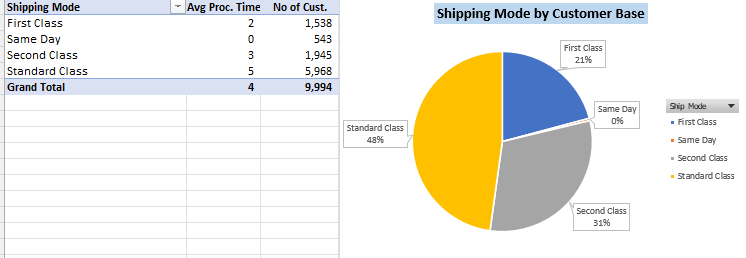 Shipping Mode Avg Proc. Time No of Cust.
First Class 2 1,538
Same Day 0 543
Second Class 3 1,945
Standard Class 5 5,968
Grand Total 4 9,994
Shipping Mode by Customer Base
First Class
21%
Same Day
0%
Standard Class
48%
Second Class
31%
Ship Mode
First Class
Same Day
Second Class
Standard Class